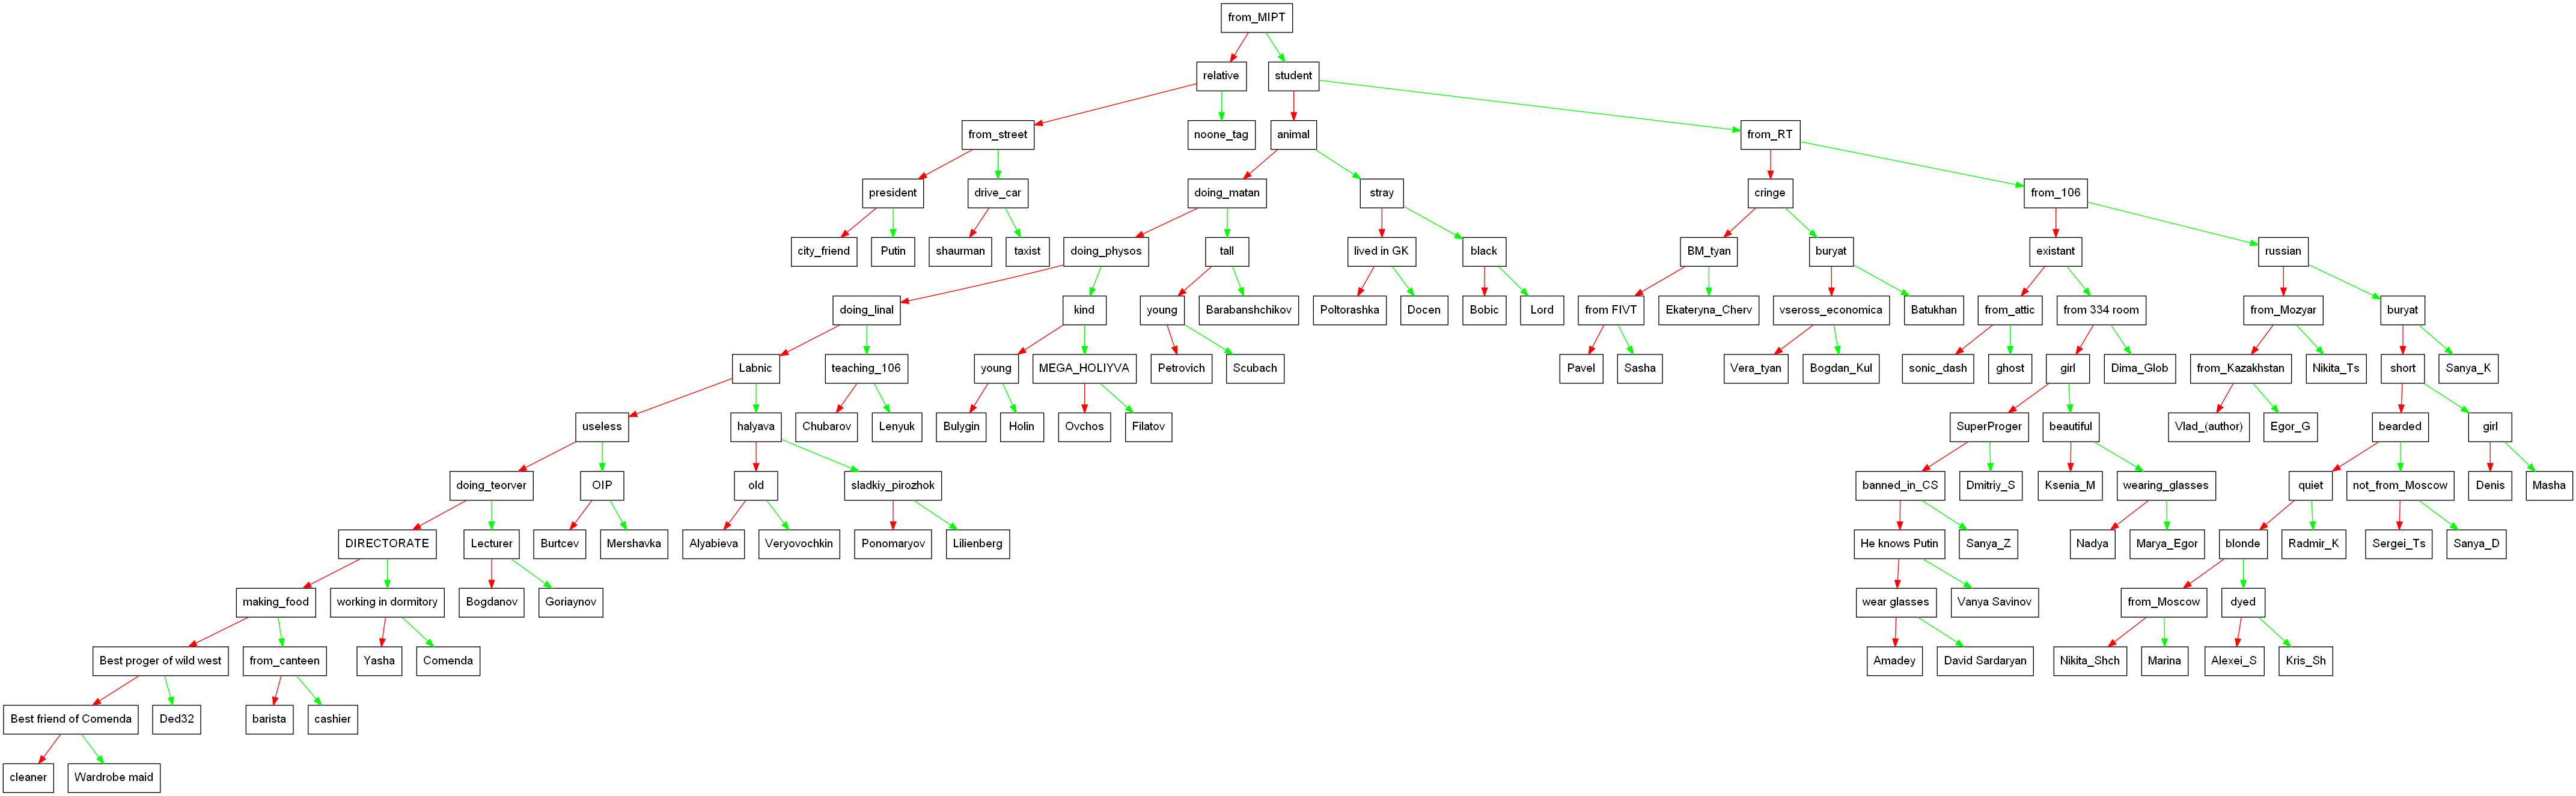 from_MIPT
relative
student
from_street
noone_tag
animal
from_RT
president
drive_car
doing_matan
stray
cringe
from_106
city_friend
Putin
shaurman
taxist
doing_physos
tall
lived in GK
black
BM_tyan
buryat
existant
russian
doing_linal
kind
young
Barabanshchikov
Poltorashka
Docen
Bobic
Lord
from FIVT
Ekateryna_Cherv
vseross_economica
Batukhan
from_attic
from 334 room
from_Mozyar
buryat
Labnic
teaching_106
young
MEGA_HOLIYVA
Petrovich
Scubach
Pavel
Sasha
Vera_tyan
Bogdan_Kul
sonic_dash
ghost
girl
Dima_Glob
from_Kazakhstan
Nikita_Ts
short
Sanya_K
useless
halyava
Chubarov
Lenyuk
Bulygin
Holin
Ovchos
Filatov
SuperProger
beautiful
Vlad_(author)
Egor_G
bearded
girl
doing_teorver
OIP
old
sladkiy_pirozhok
banned_in_CS
Dmitriy_S
Ksenia_M
wearing_glasses
quiet
not_from_Moscow
Denis
Masha
DIRECTORATE
Lecturer
Burtcev
Mershavka
Alyabieva
Veryovochkin
Ponomaryov
Lilienberg
He knows Putin
Sanya_Z
Nadya
Marya_Egor
blonde
Radmir_K
Sergei_Ts
Sanya_D
making_food
working in dormitory
Bogdanov
Goriaynov
wear glasses
Vanya Savinov
from_Moscow
dyed
Best proger of wild west
from_canteen
Yasha
Comenda
Amadey
David Sardaryan
Nikita_Shch
Marina
Alexei_S
Kris_Sh
Best friend of Comenda
Ded32
barista
cashier
cleaner
Wardrobe maid